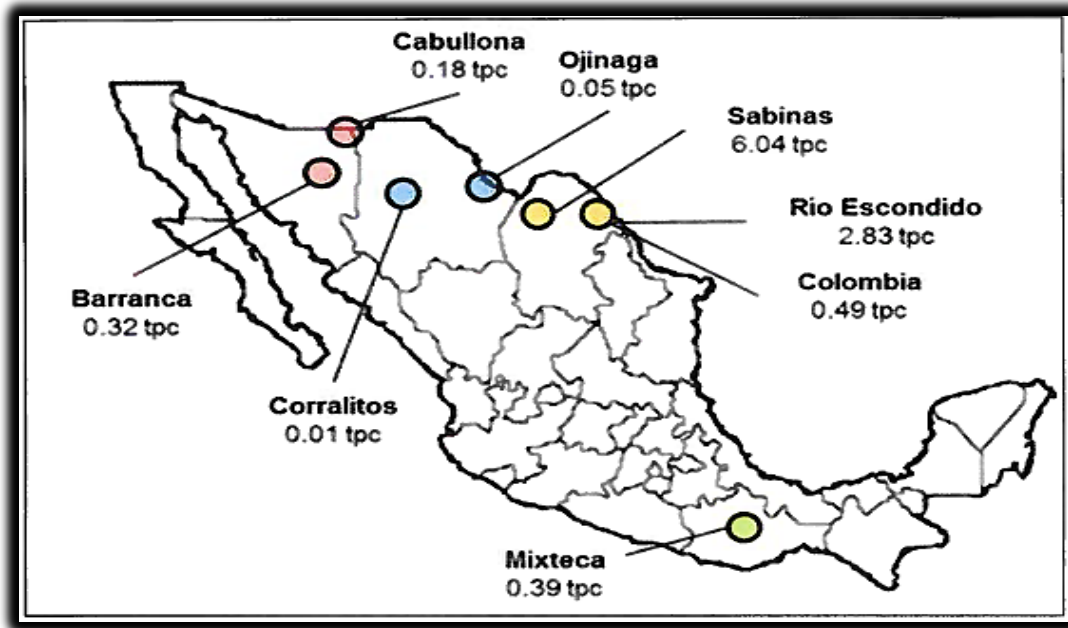 Cabullona
0.18 tpc
Ojinaga
0.05 tpc
Sabinas
6.04 tpc
Rio Escondido
2.83 tpc
Colombia
0.49 tpc
Barranca
0.32 tpc
Corralitos
0.01 tpc
Mixteca
0.39 tpc